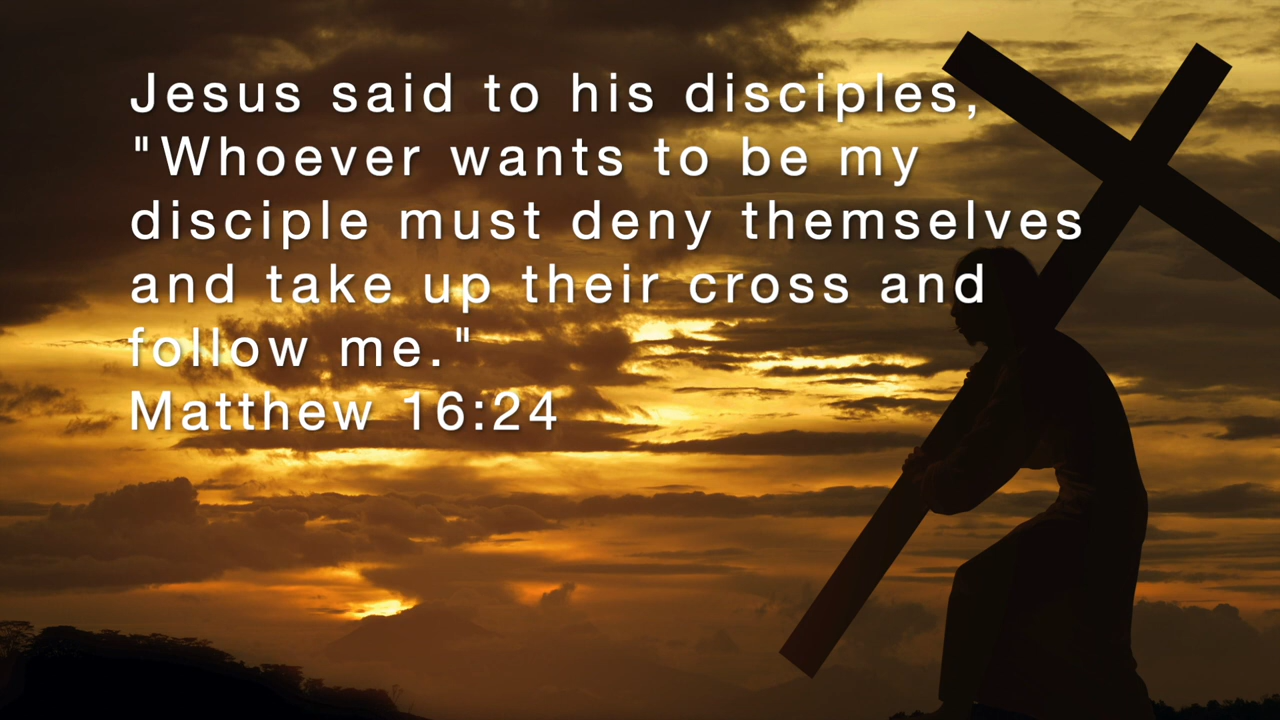 Jesus said to his disciples,
"Whoever wants to be my
disciple must deny themselves
and take up their cross and
follow me."
Matthew 16:24